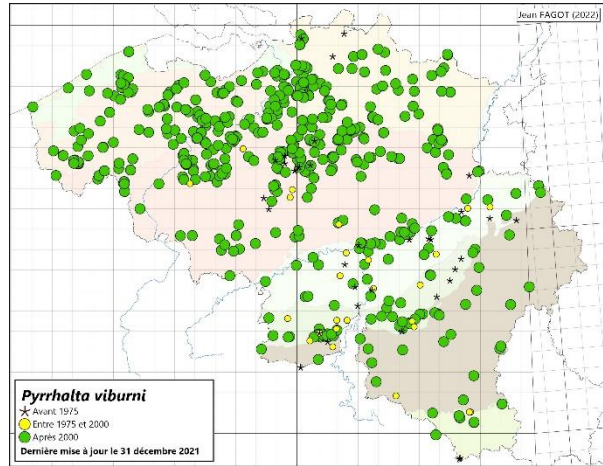 Jean FAGOT (2022)
Pyrrhalta viburni
Avant 1975
Entre 1975 et 2000
Après 2000
Dernière mise à jour le 31 décembre 2021